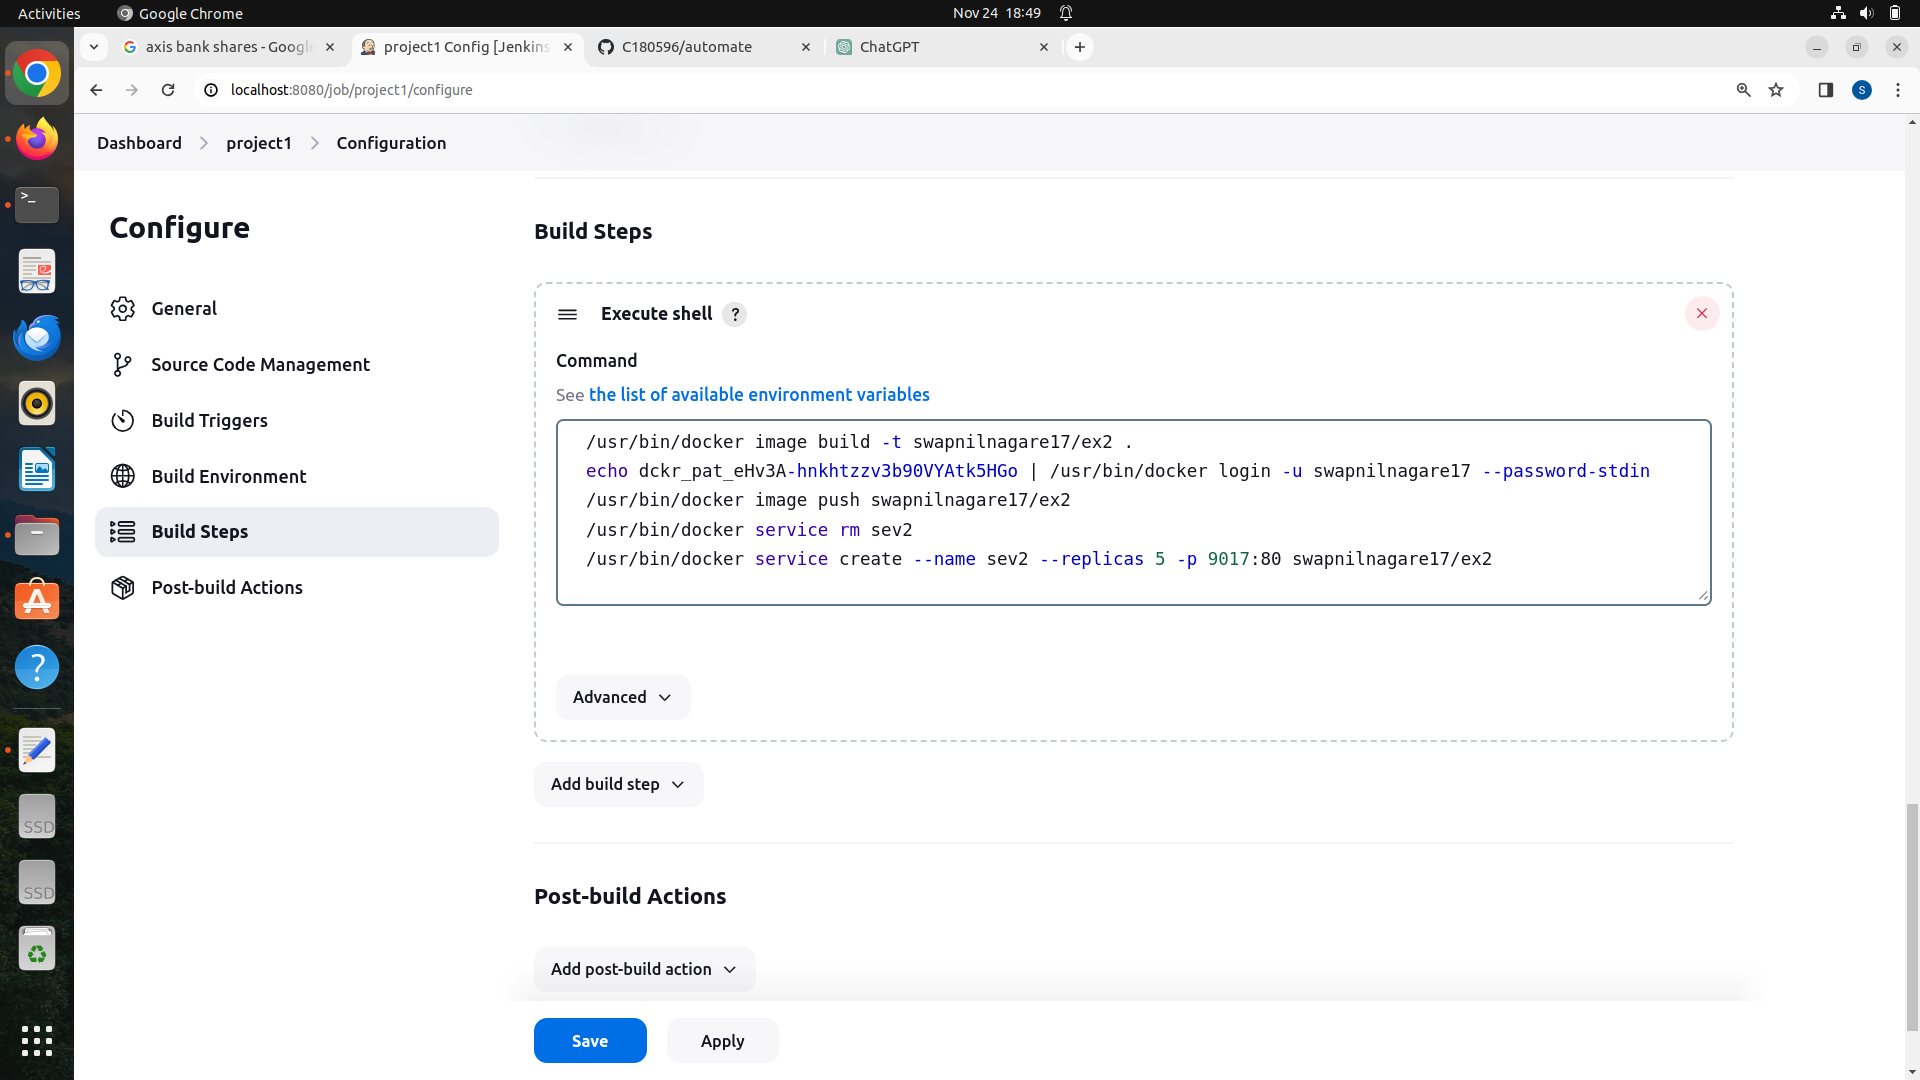 Activities
Google Chrome
Nov 24 18:49
axis bank shares - Google
project1 Config [Jenkins
C180596/automate
ChatGPT
localhost:8080/job/project1/configure
S
Dashboard
project1
Configuration
Configure
General
Source Code Management
Build Triggers
Build Environment
Build Steps
Post-build Actions
Build Steps
Execute shell ?
Command
See the list of available environment variables
/usr/bin/docker image build -t swapnilnagare17/ex2 .
echo dckr_pat_eHv3A-hnkhtzzv3b90VYAtk5HGo | /usr/bin/docker login -u swapnilnagare17 --password-stdin
/usr/bin/docker image push swapnilnagare17/ex2
/usr/bin/docker service rm sev2
/usr/bin/docker service create --name sev2 --replicas 5 -p 9017:80 swapnilnagare17/ex2
Advanced
Add build step
Post-build Actions
Add post-build action
Save
Apply
>_
?
SSD
SSD